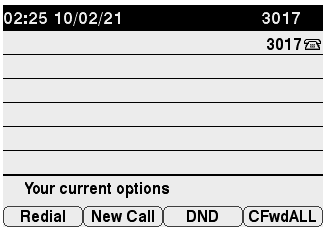 02:25 10/02/21 3017
3017
Your current options
Redial New Call DND CFwdALL